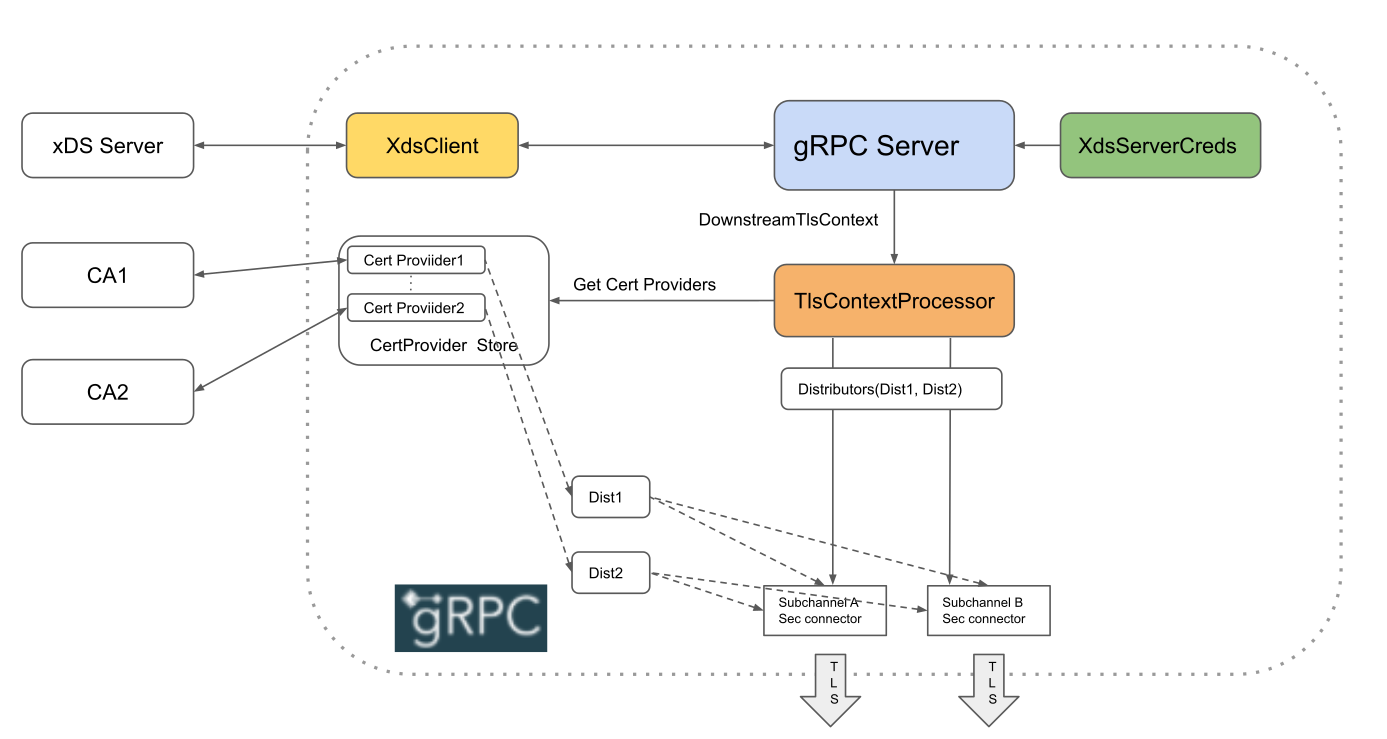 xDS Server
XdsClient
gRPC Server
XdsServerCreds
DownstreamTlsContext
CA1
Cert Proviider1
Get Cert Providers
TlsContextProcessor
Cert Proviider2
CertProvider Store
CA2
Distributors(Dist1, Dist2)
Dist1
Dist2
gRPC
Subchannel A
Sec connector
Subchannel B
Sec connector
T
L
S
T
L
S